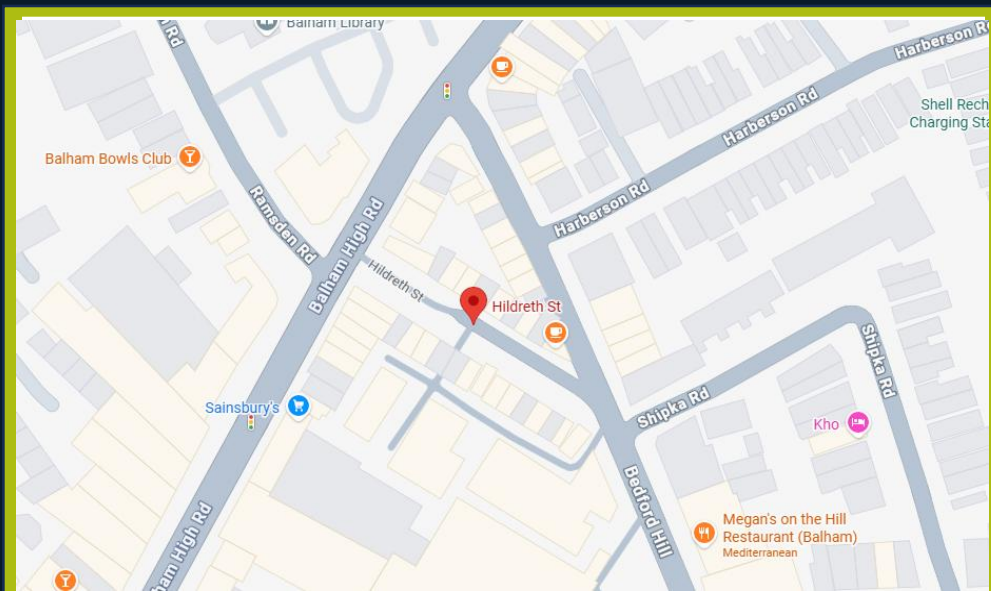 Rd
Balham Library
Harberson R
Harberson Rd
Shell Rech
Charging Sta
Balham Bowls Club
Ramsden Rd
Balham High Rd
Harberson Rd
Hildreth St
Hildreth St
Shipka Rd
Sainsbury's
Shipka Rd
Kho
Bedford Hill
Megan's on the Hill
Restaurant (Balham)
Mediterranean
ham High Rd